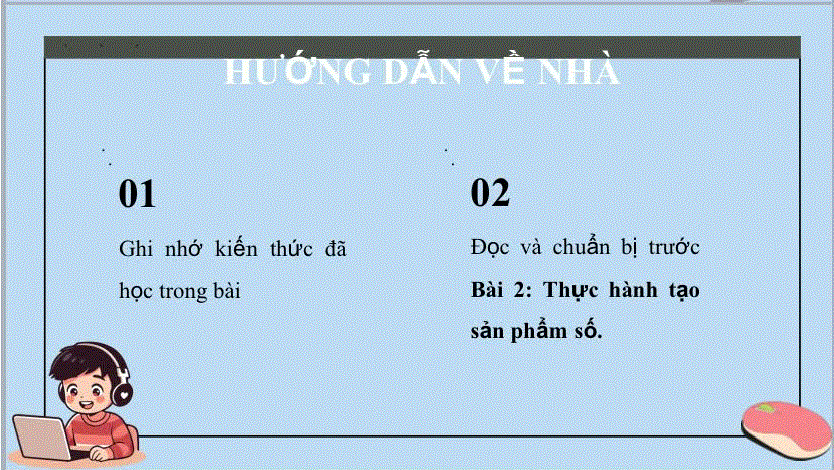 HƯỚNG DẪN VỀ NHÀ
01
Ghi nhớ kiến thức đã
học trong bài
02
Đọc và chuẩn bị trước
Bài 2: Thực hành tạo
sản phẩm số.